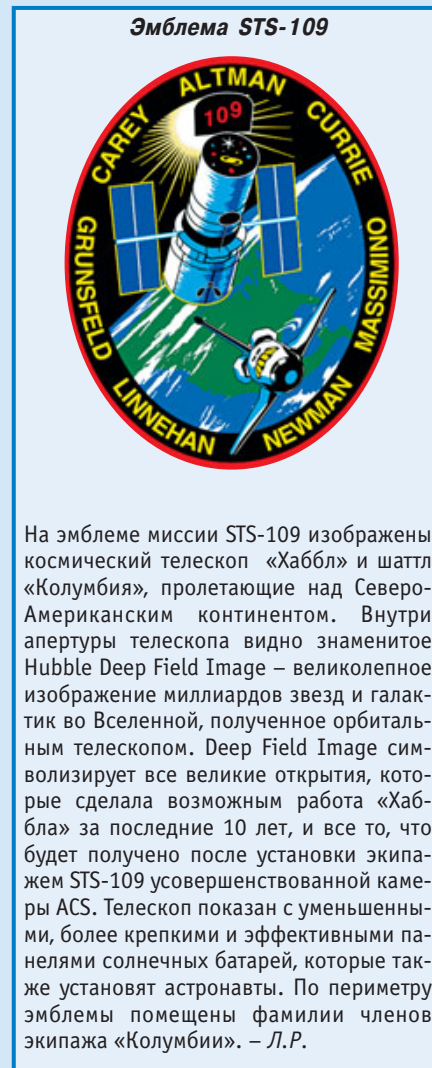 Эмблема STS-109
109
GRUNSFELD CAREY ALTMAN CURRIE MASSIMINO
LINNEHAN NEWMAN
На эмблеме миссии STS-109 изображены
космический телескоп «Хаббл» и шаттл
«Колумбия», пролетающие над Северо-
Американским континентом. Внутри
апертуры телескопа видно знаменитое
Hubble Deep Field Image – великолепное
изображение миллиардов звезд и галак-
тик во Вселенной, полученное орбиталь-
ным телескопом. Deep Field Image сим-
волизирует все великие открытия, кото-
рые сделала возможным работа «Хаб-
бла» за последние 10 лет, и все то, что
будет получено после установки экипа-
жем STS-109 усовершенствованной каме-
ры ACS. Телескоп показан с уменьшенны-
ми, более крепкими и эффективными па-
нелями солнечных батарей, которые так-
же установят астронавты. По периметру
эмблемы помещены фамилии членов
экипажа «Колумбии». – Л.Р.